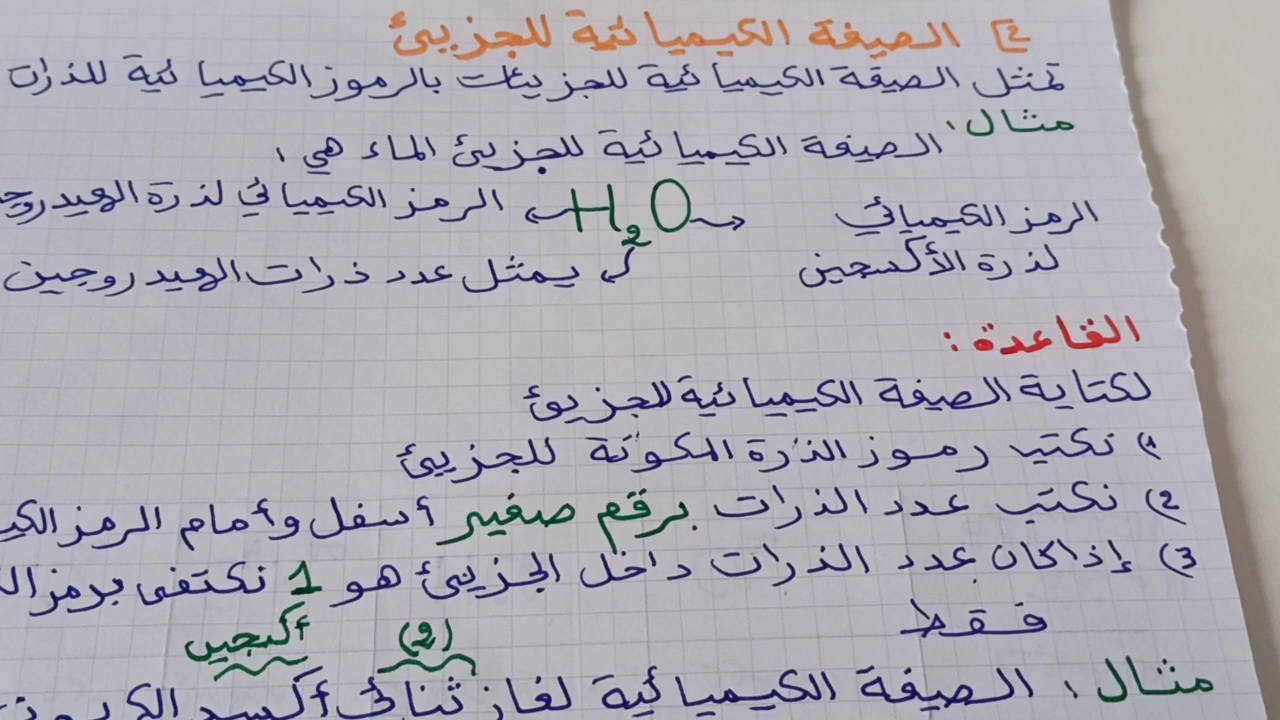 2) الصيغة الكيميائية للجزيئ
تمثل الصيغة الكيميائية للجزيئات بالرموز الكيميائية للذرات
مثال:
الصيغة الكيميائية للجزيئ الماء هي:
الرمز الكيميائي ← H2O → الرمز الكيميائي لذرة
لذرة الأكسجين
يمثل عدد ذرات الهيدروجين
القاعدة:
لكتابة الصيغة الكيميائية للجزيئ
1) نكتب رموز الذرة المكونة للجزيئ
2) نكتب عدد الذرات برقم صغير أسفل وأمام الرمز
3) إذا كان عدد الذرات داخل الجزيئ هو 1 نكتفي برمز
فقط
(2) أكسجين
مثال: الصيغة الكيميائية لغاز ثنائي أكسيد